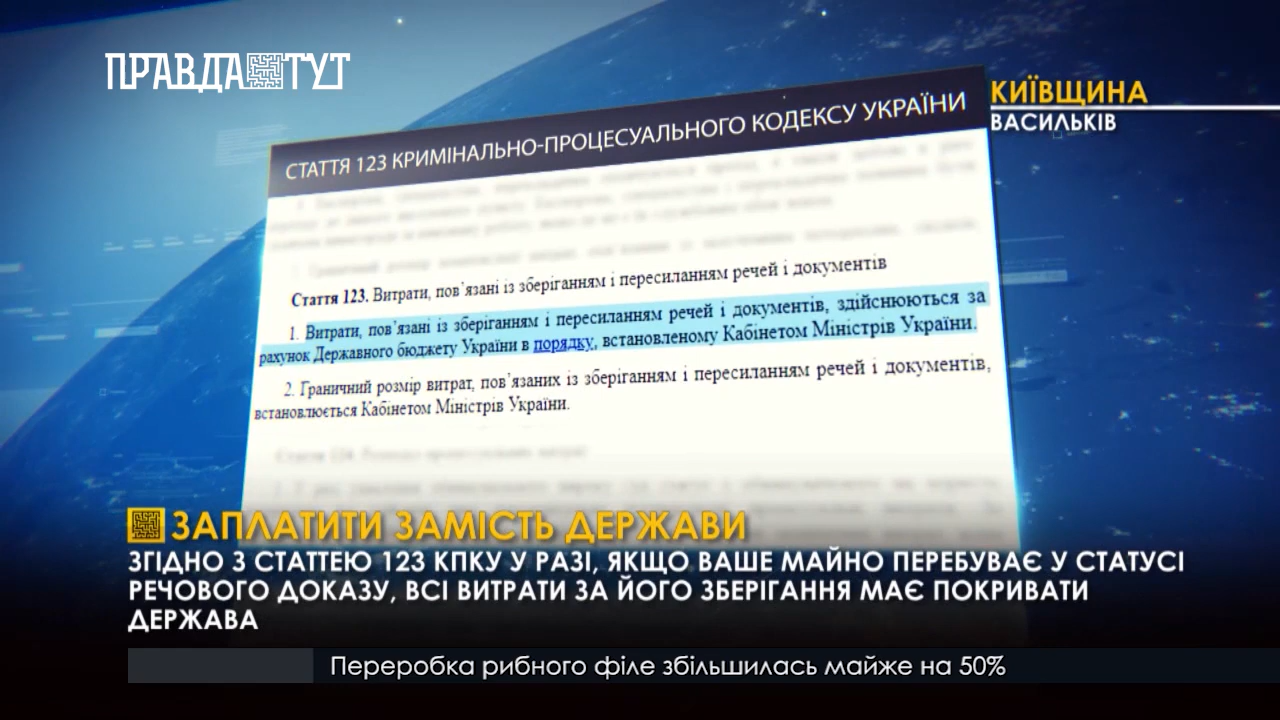 ПРАВДА ТУТ
КИЇВЩИНА
ВАСИЛЬКІВ
СТАТТЯ 123 КРИМІНАЛЬНО-ПРОЦЕСУАЛЬНОГО КОДЕКСУ УКРАЇНИ
Стаття 123. Витрати, пов’язані із зберіганням і пересиланням речей і документів
1. Витрати, пов’язані із зберіганням і пересиланням речей і документів, здійснюються за
рахунок Державного бюджету України в порядку, встановленому Кабінетом Міністрів України.
2. Граничний розмір витрат, пов’язаних із зберіганням і пересиланням речей і документів,
встановлюється Кабінетом Міністрів України.
ЗАПЛАТИТИ ЗАМІСТЬ ДЕРЖАВИ
ЗГІДНО З СТАТТЕЮ 123 КПКУ У РАЗІ, ЯКЩО ВАШЕ МАЙНО ПЕРЕБУВАЄ У СТАТУСІ
РЕЧОВОГО ДОКАЗУ, ВСІ ВИТРАТИ ЗА ЙОГО ЗБЕРІГАННЯ МАЄ ПОКРИВАТИ
ДЕРЖАВА
Переробка рибного філе збільшилась майже на 50%